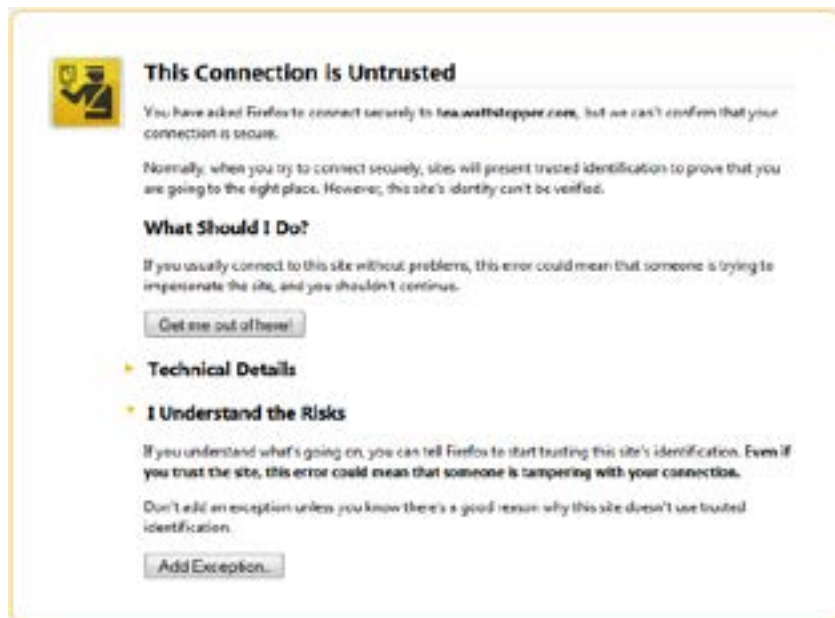 This Connection is Untrusted
You have asked Firefox to connect securely to tea.wattstopper.com, but we can't confirm that your
connection is secure.
Normally, when you try to connect securely, sites will present trusted identification to prove that you
are going to the right place. However, this site's identity can't be verified.
What Should I Do?
If you usually connect to this site without problems, this error could mean that someone is trying to
impersonate the site, and you shouldn't continue.
Get me out of here!
Technical Details
I Understand the Risks
If you understand what's going on, you can tell Firefox to start trusting this site's identification. Even if
you trust the site, this error could mean that someone is tampering with your connection.
Don't add an exception unless you know there's a good reason why this site doesn't use trusted
identification.
Add Exception...